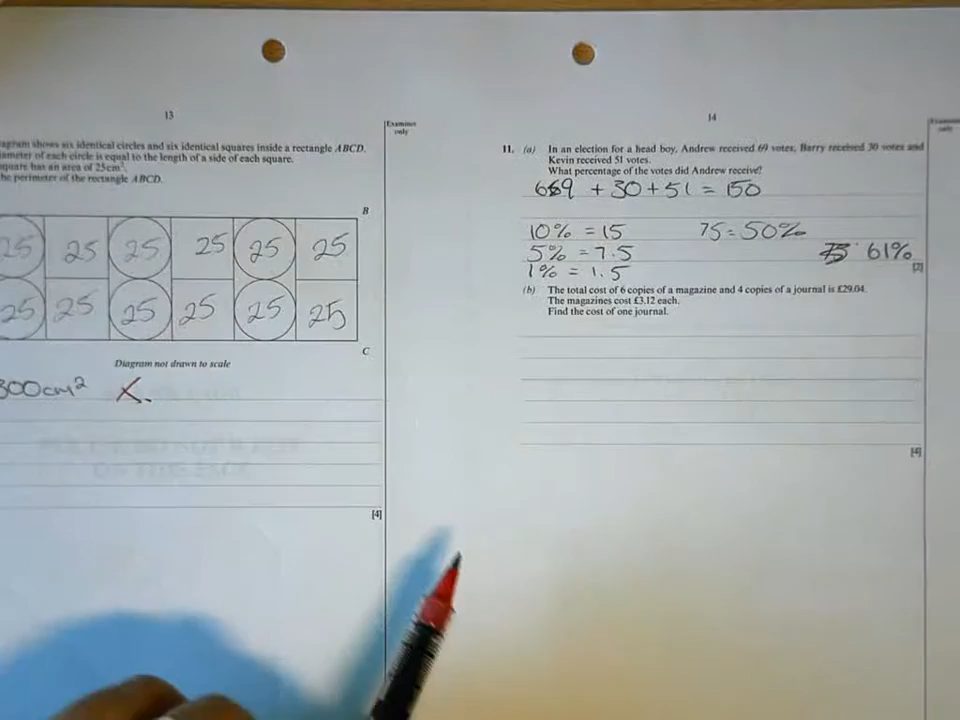 13
agram shows six identical circles and six identical squares inside a rectangle ABCD.
ameter of each circle is equal to the length of a side of each square.
quare has an area of 25cm².
he perimeter of the rectangle ABCD.
Examiner
only
B
25 25 25 25 25 25
25 25 25 25 25 25
C
Diagram not drawn to scale
300cm² X.
[4]
14
Examiner
only
11. (a) In an election for a head boy, Andrew received 69 votes, Barry received 30 votes and
Kevin received 51 votes.
What percentage of the votes did Andrew receive?
69 + 30 + 51 = 150
10% = 15 75 = 50%
5% = 7.5 61%
1% = 1.5
[2]
(b) The total cost of 6 copies of a magazine and 4 copies of a journal is £29.04.
The magazines cost £3.12 each.
Find the cost of one journal.
[4]